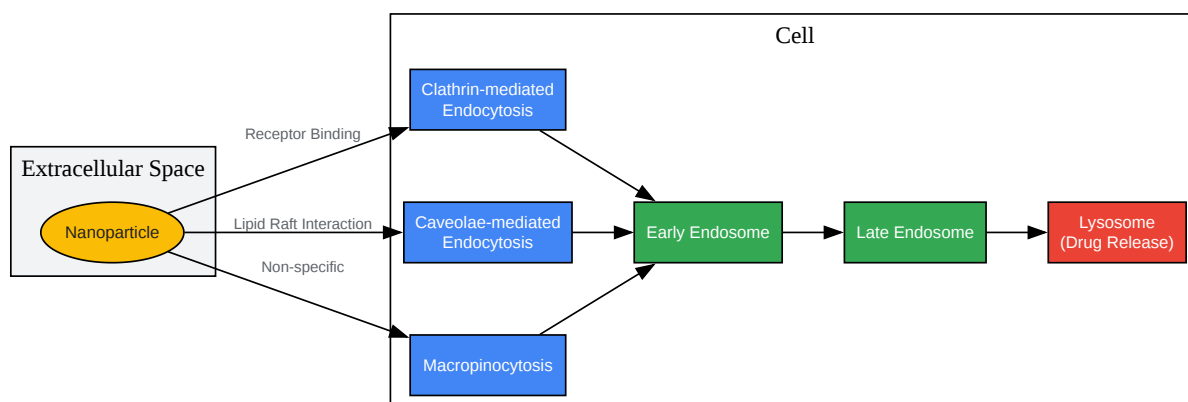 Cell
Clathrin-mediated
Endocytosis
Receptor Binding
Extracellular Space
Nanoparticle
Lipid Raft Interaction
Caveolae-mediated
Endocytosis
Early Endosome
Late Endosome
Lysosome
(Drug Release)
Non-specific
Macropinocytosis